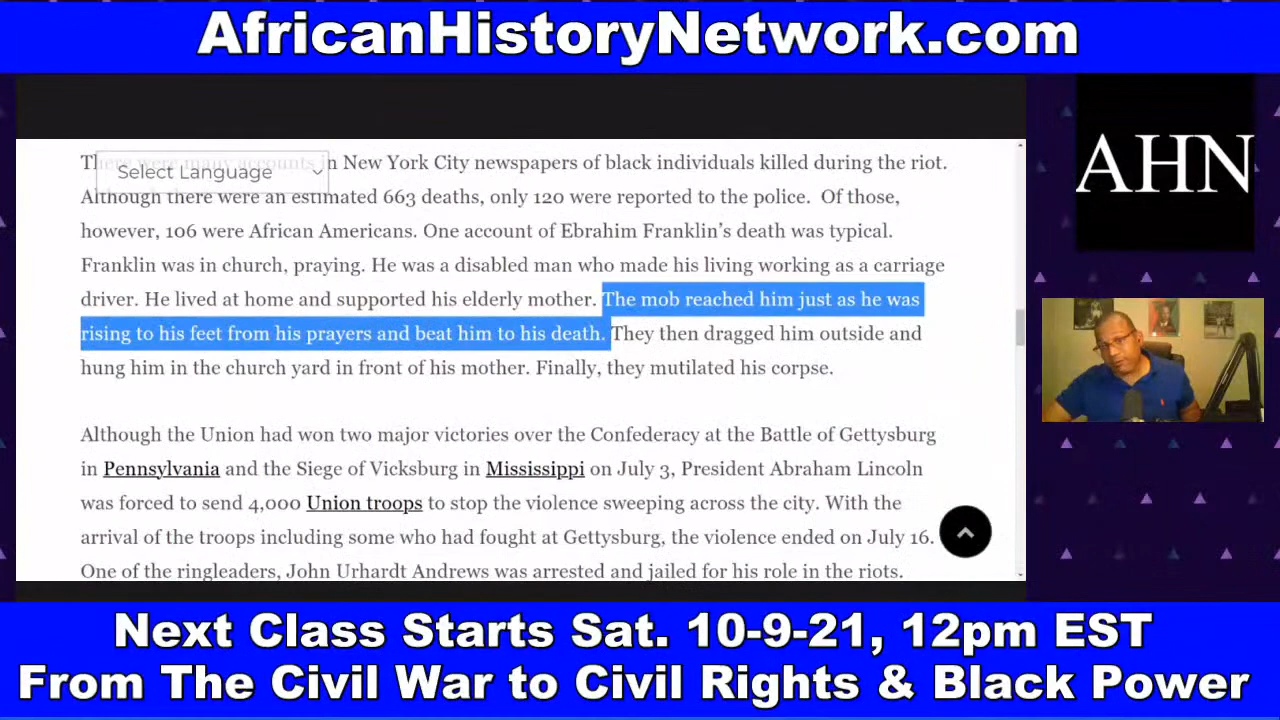 AfricanHistoryNetwork.com
AHN
There were many accounts in New York City newspapers of black individuals killed during the riot.
Select Language
Although there were an estimated 663 deaths, only 120 were reported to the police. Of those,
however, 106 were African Americans. One account of Ebrahim Franklin’s death was typical.
Franklin was in church, praying. He was a disabled man who made his living working as a carriage
driver. He lived at home and supported his elderly mother. The mob reached him just as he was
rising to his feet from his prayers and beat him to his death. They then dragged him outside and
hung him in the church yard in front of his mother. Finally, they mutilated his corpse.
Although the Union had won two major victories over the Confederacy at the Battle of Gettysburg
in Pennsylvania and the Siege of Vicksburg in Mississippi on July 3, President Abraham Lincoln
was forced to send 4,000 Union troops to stop the violence sweeping across the city. With the
arrival of the troops including some who had fought at Gettysburg, the violence ended on July 16.
One of the ringleaders, John Urhardt Andrews was arrested and jailed for his role in the riots.
Next Class Starts Sat. 10-9-21, 12pm EST
From The Civil War to Civil Rights & Black Power